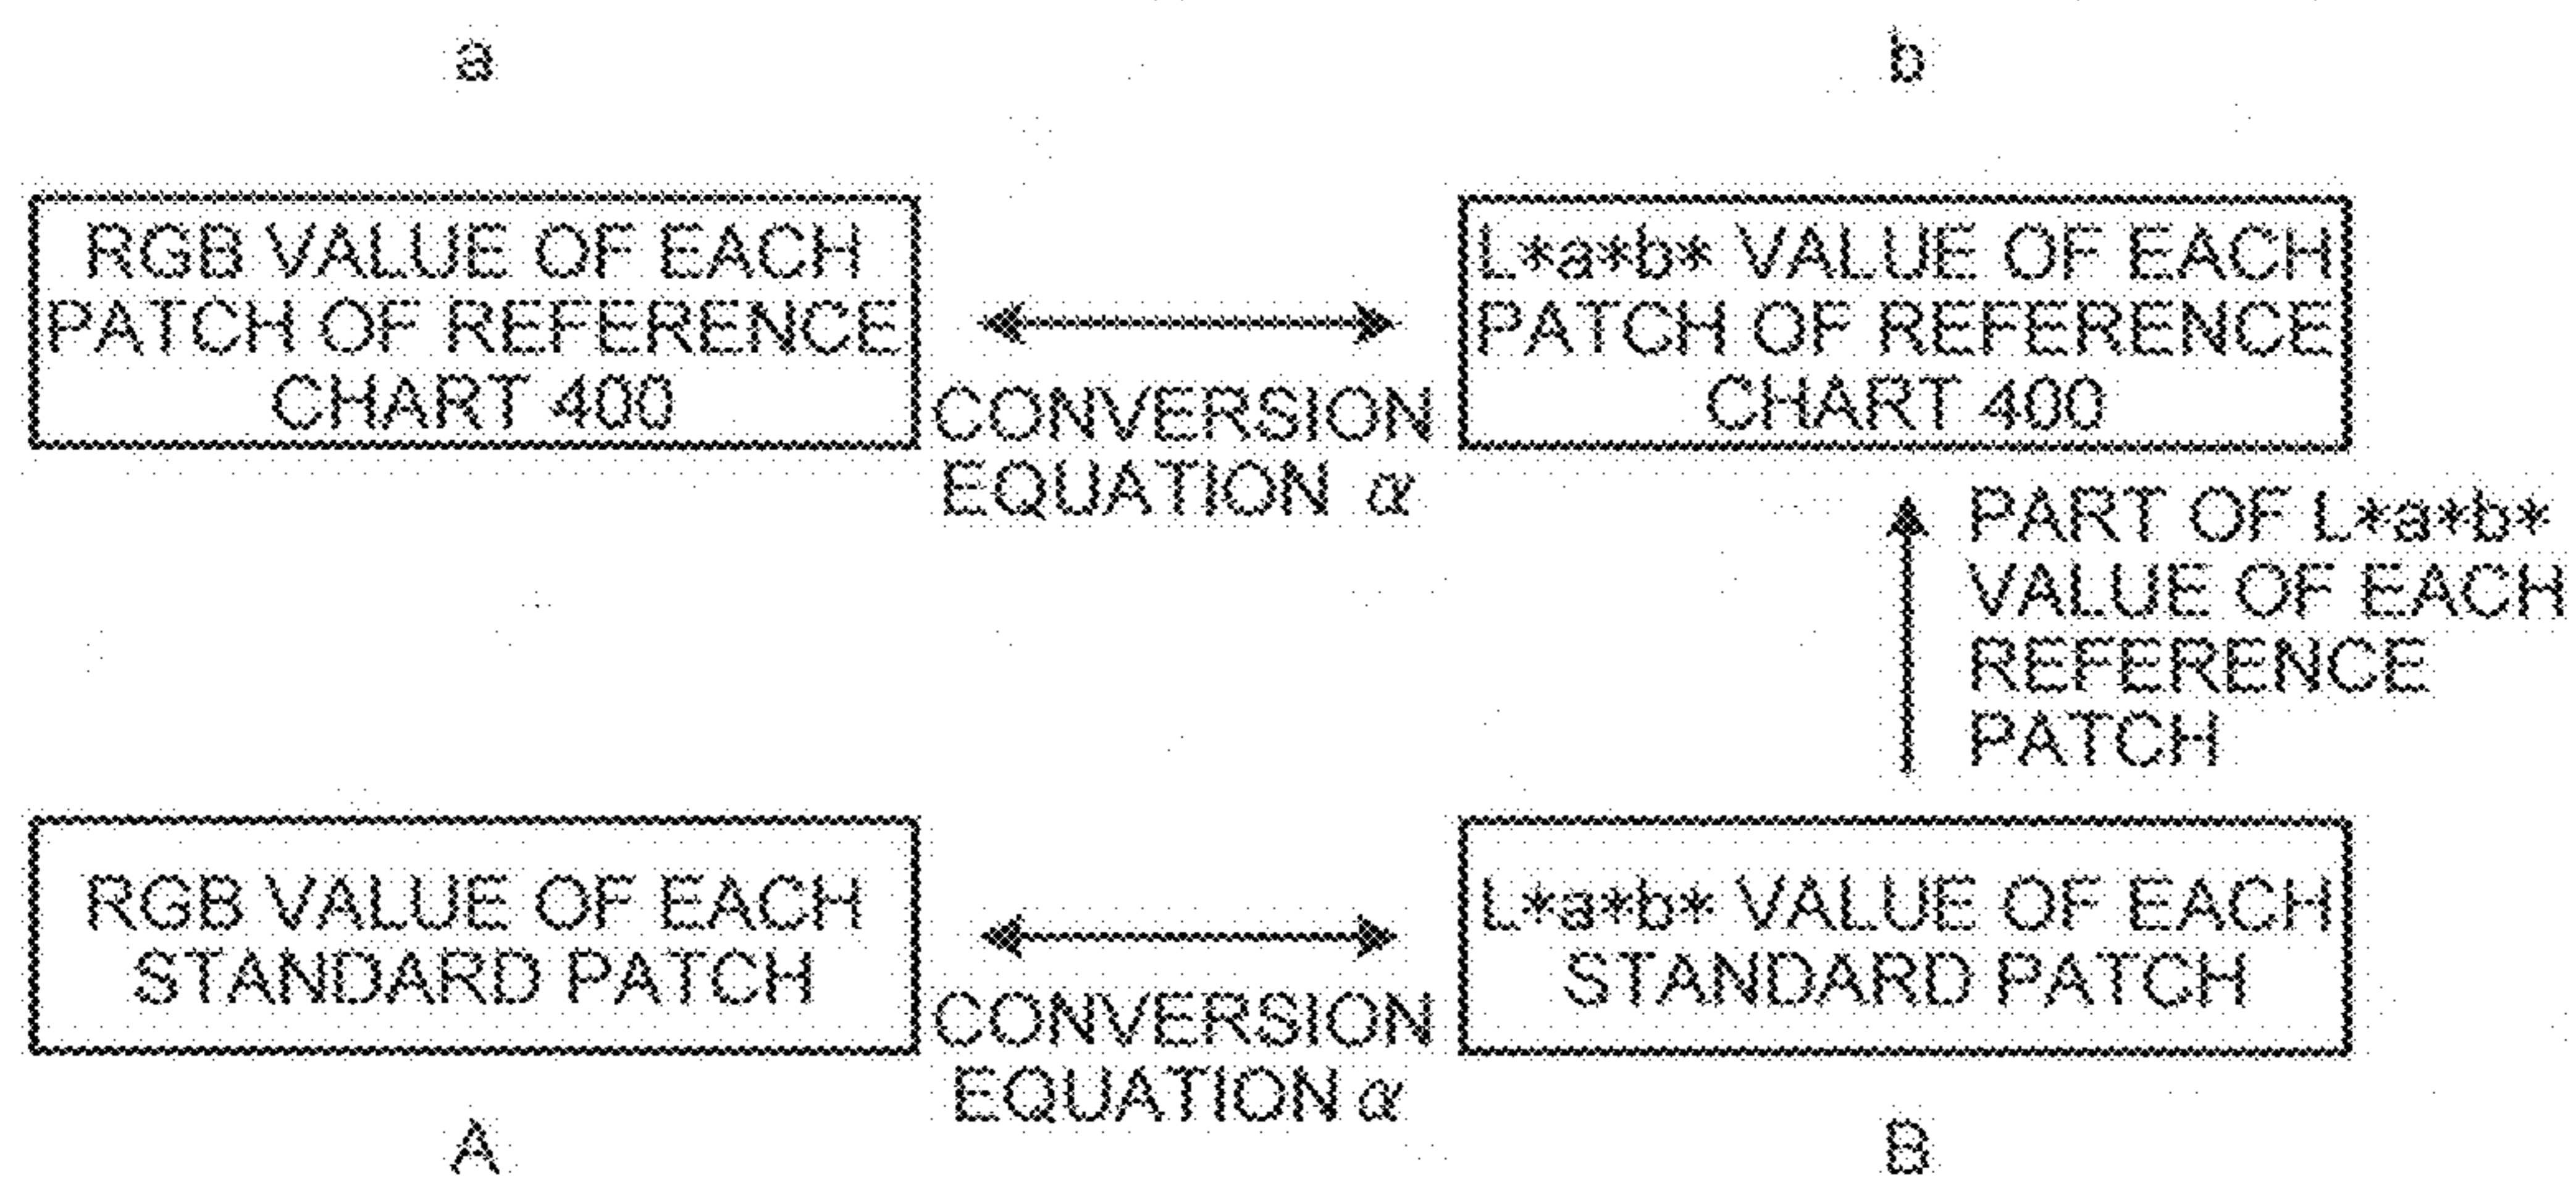 a
b
RGB VALUE OF EACH
PATCH OF REFERENCE
CHART 400
CONVERSION
EQUATION α
L*a*b* VALUE OF EACH
PATCH OF REFERENCE
CHART 400
PART OF L*a*b*
VALUE OF EACH
REFERENCE
PATCH
RGB VALUE OF EACH
STANDARD PATCH
CONVERSION
EQUATION α
L*a*b* VALUE OF EACH
STANDARD PATCH
A
B